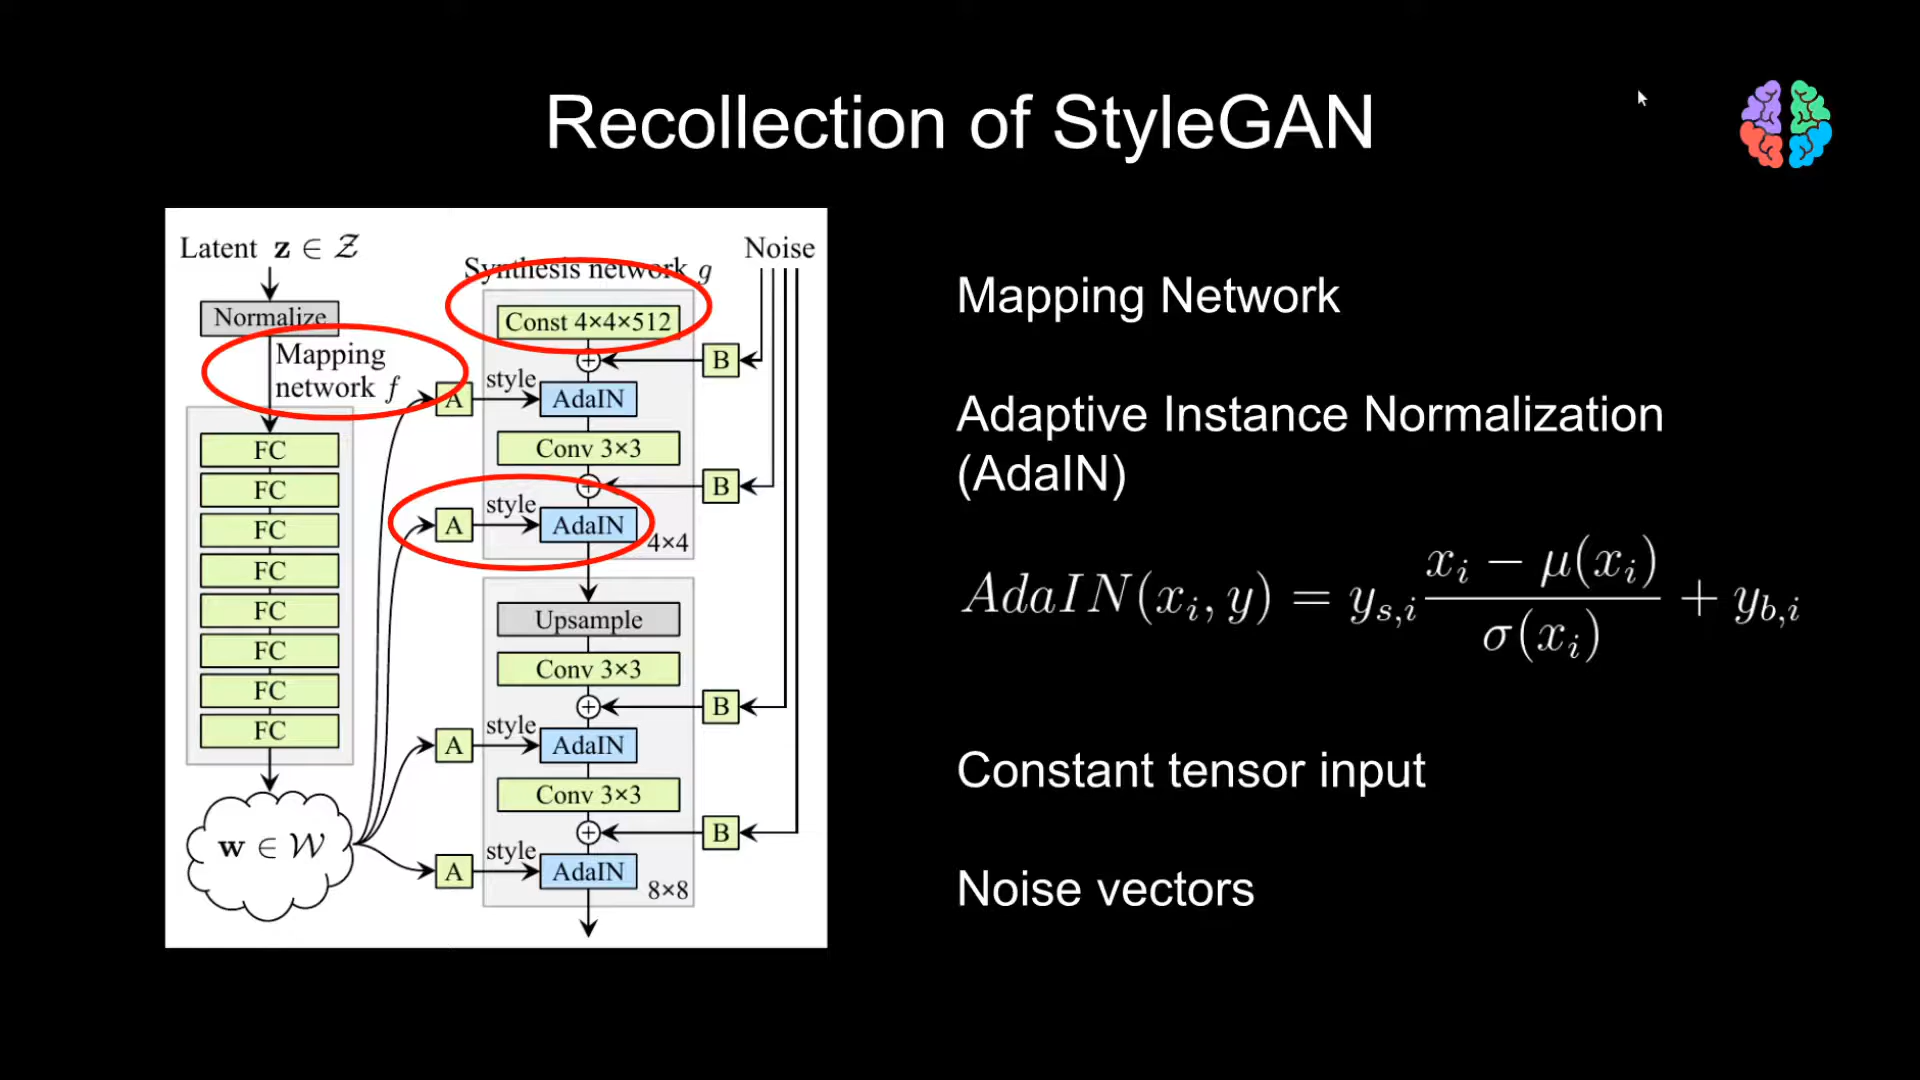 Recollection of StyleGAN
Latent z ∈ Z
Noise
Synthesis network g
Normalize
Const 4×4×512
Mapping
network f
B
A
style
AdaIN
FC
Conv 3×3
FC
B
FC
A
style
AdaIN
4×4
FC
FC
Upsample
FC
Conv 3×3
FC
B
FC
A
style
AdaIN
Conv 3×3
w ∈ W
B
A
style
AdaIN
8×8
Mapping Network
Adaptive Instance Normalization
(AdaIN)
AdaIN(x_i, y) = y_{s,i} \frac{x_i − μ(x_i)}{σ(x_i)} + y_{b,i}
Constant tensor input
Noise vectors